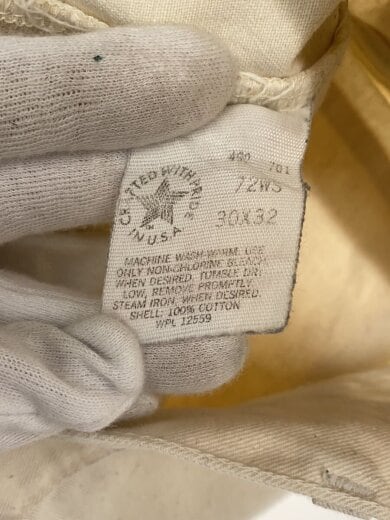 490 701
72WS
30X32
CRAFTED WITH PRIDE
IN U.S.A.
MACHINE WASH-WARM. USE
ONLY NON-CHLORINE BLEACH
WHEN DESIRED. TUMBLE DRY
LOW, REMOVE PROMPTLY
STEAM IRON, WHEN DESIRED.
SHELL: 100% COTTON
WPL 12559